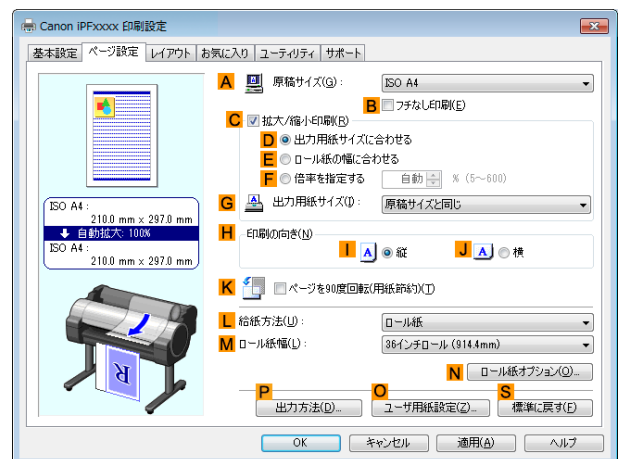 Canon iPFxxxx 印刷設定
基本設定 ページ設定 レイアウト お気に入り ユーティリティ サポート
A 原稿サイズ(G): ISO A4
B フチなし印刷(E)
C 拡大/縮小印刷(R)
D 出力用紙サイズに合わせる
E ロール紙の幅に合わせる
F 倍率を指定する 自動 % (5～600)
G 出力用紙サイズ(I): 原稿サイズと同じ
ISO A4 :
210.0 mm x 297.0 mm
自動拡大: 100%
ISO A4 :
210.0 mm x 297.0 mm
H 印刷の向き(N)
I A 縦 J A 横
K ページを90度回転(用紙節約)(T)
L 給紙方法(U): ロール紙
M ロール紙幅(L): 36インチロール (914.4mm)
R
N ロール紙オプション(O)...
P O S
出力方法(D)... ユーザ用紙設定(Z)... 標準に戻す(F)
OK キャンセル 適用(A) ヘルプ